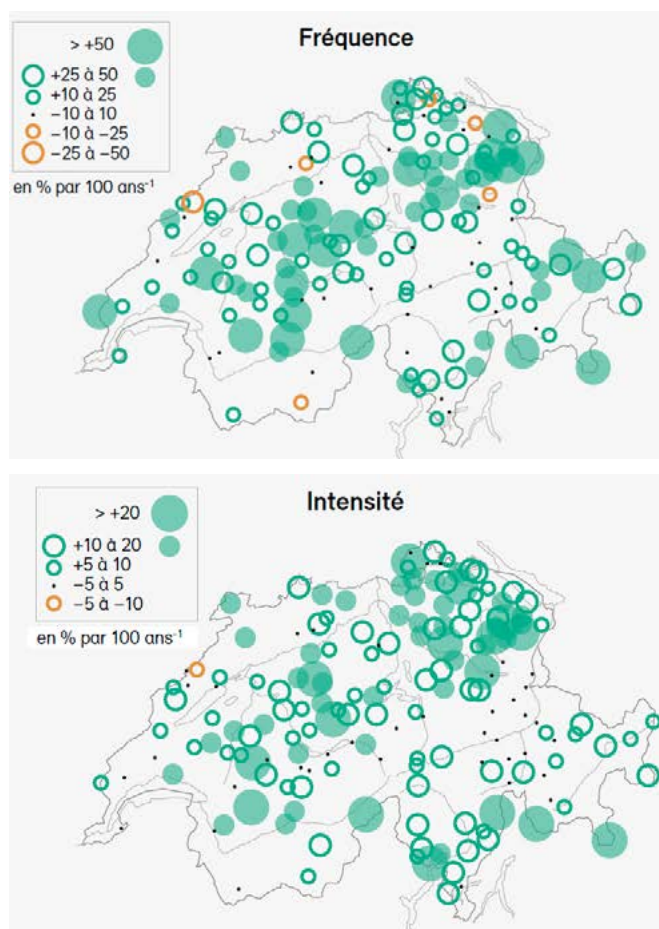 Fréquence
> +50
+25 à 50
+10 à 25
−10 à 10
−10 à −25
−25 à −50
en % par 100 ans⁻¹
Intensité
> +20
+10 à 20
+5 à 10
−5 à 5
−5 à −10
en % par 100 ans⁻¹